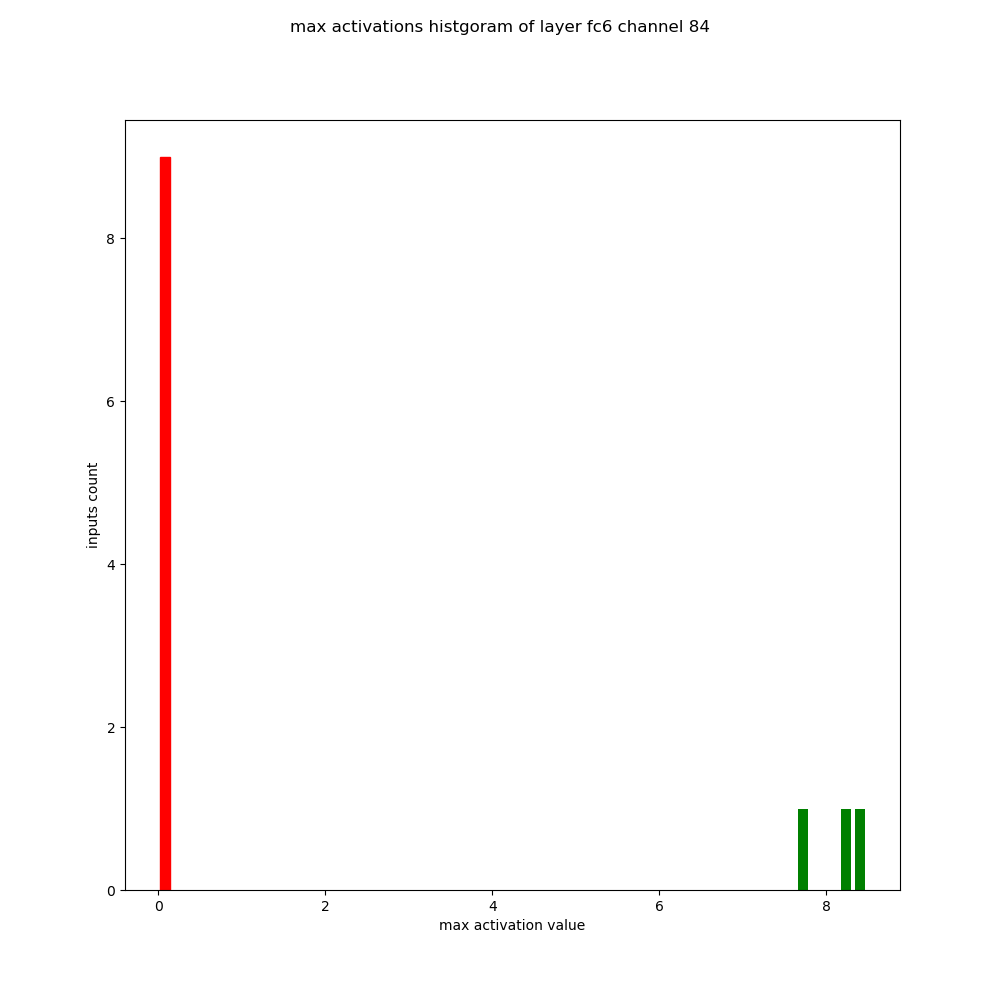 max activations histgoram of layer fc6 channel 84
8
6
4
2
0
inputs count
0 2 4 6 8
max activation value